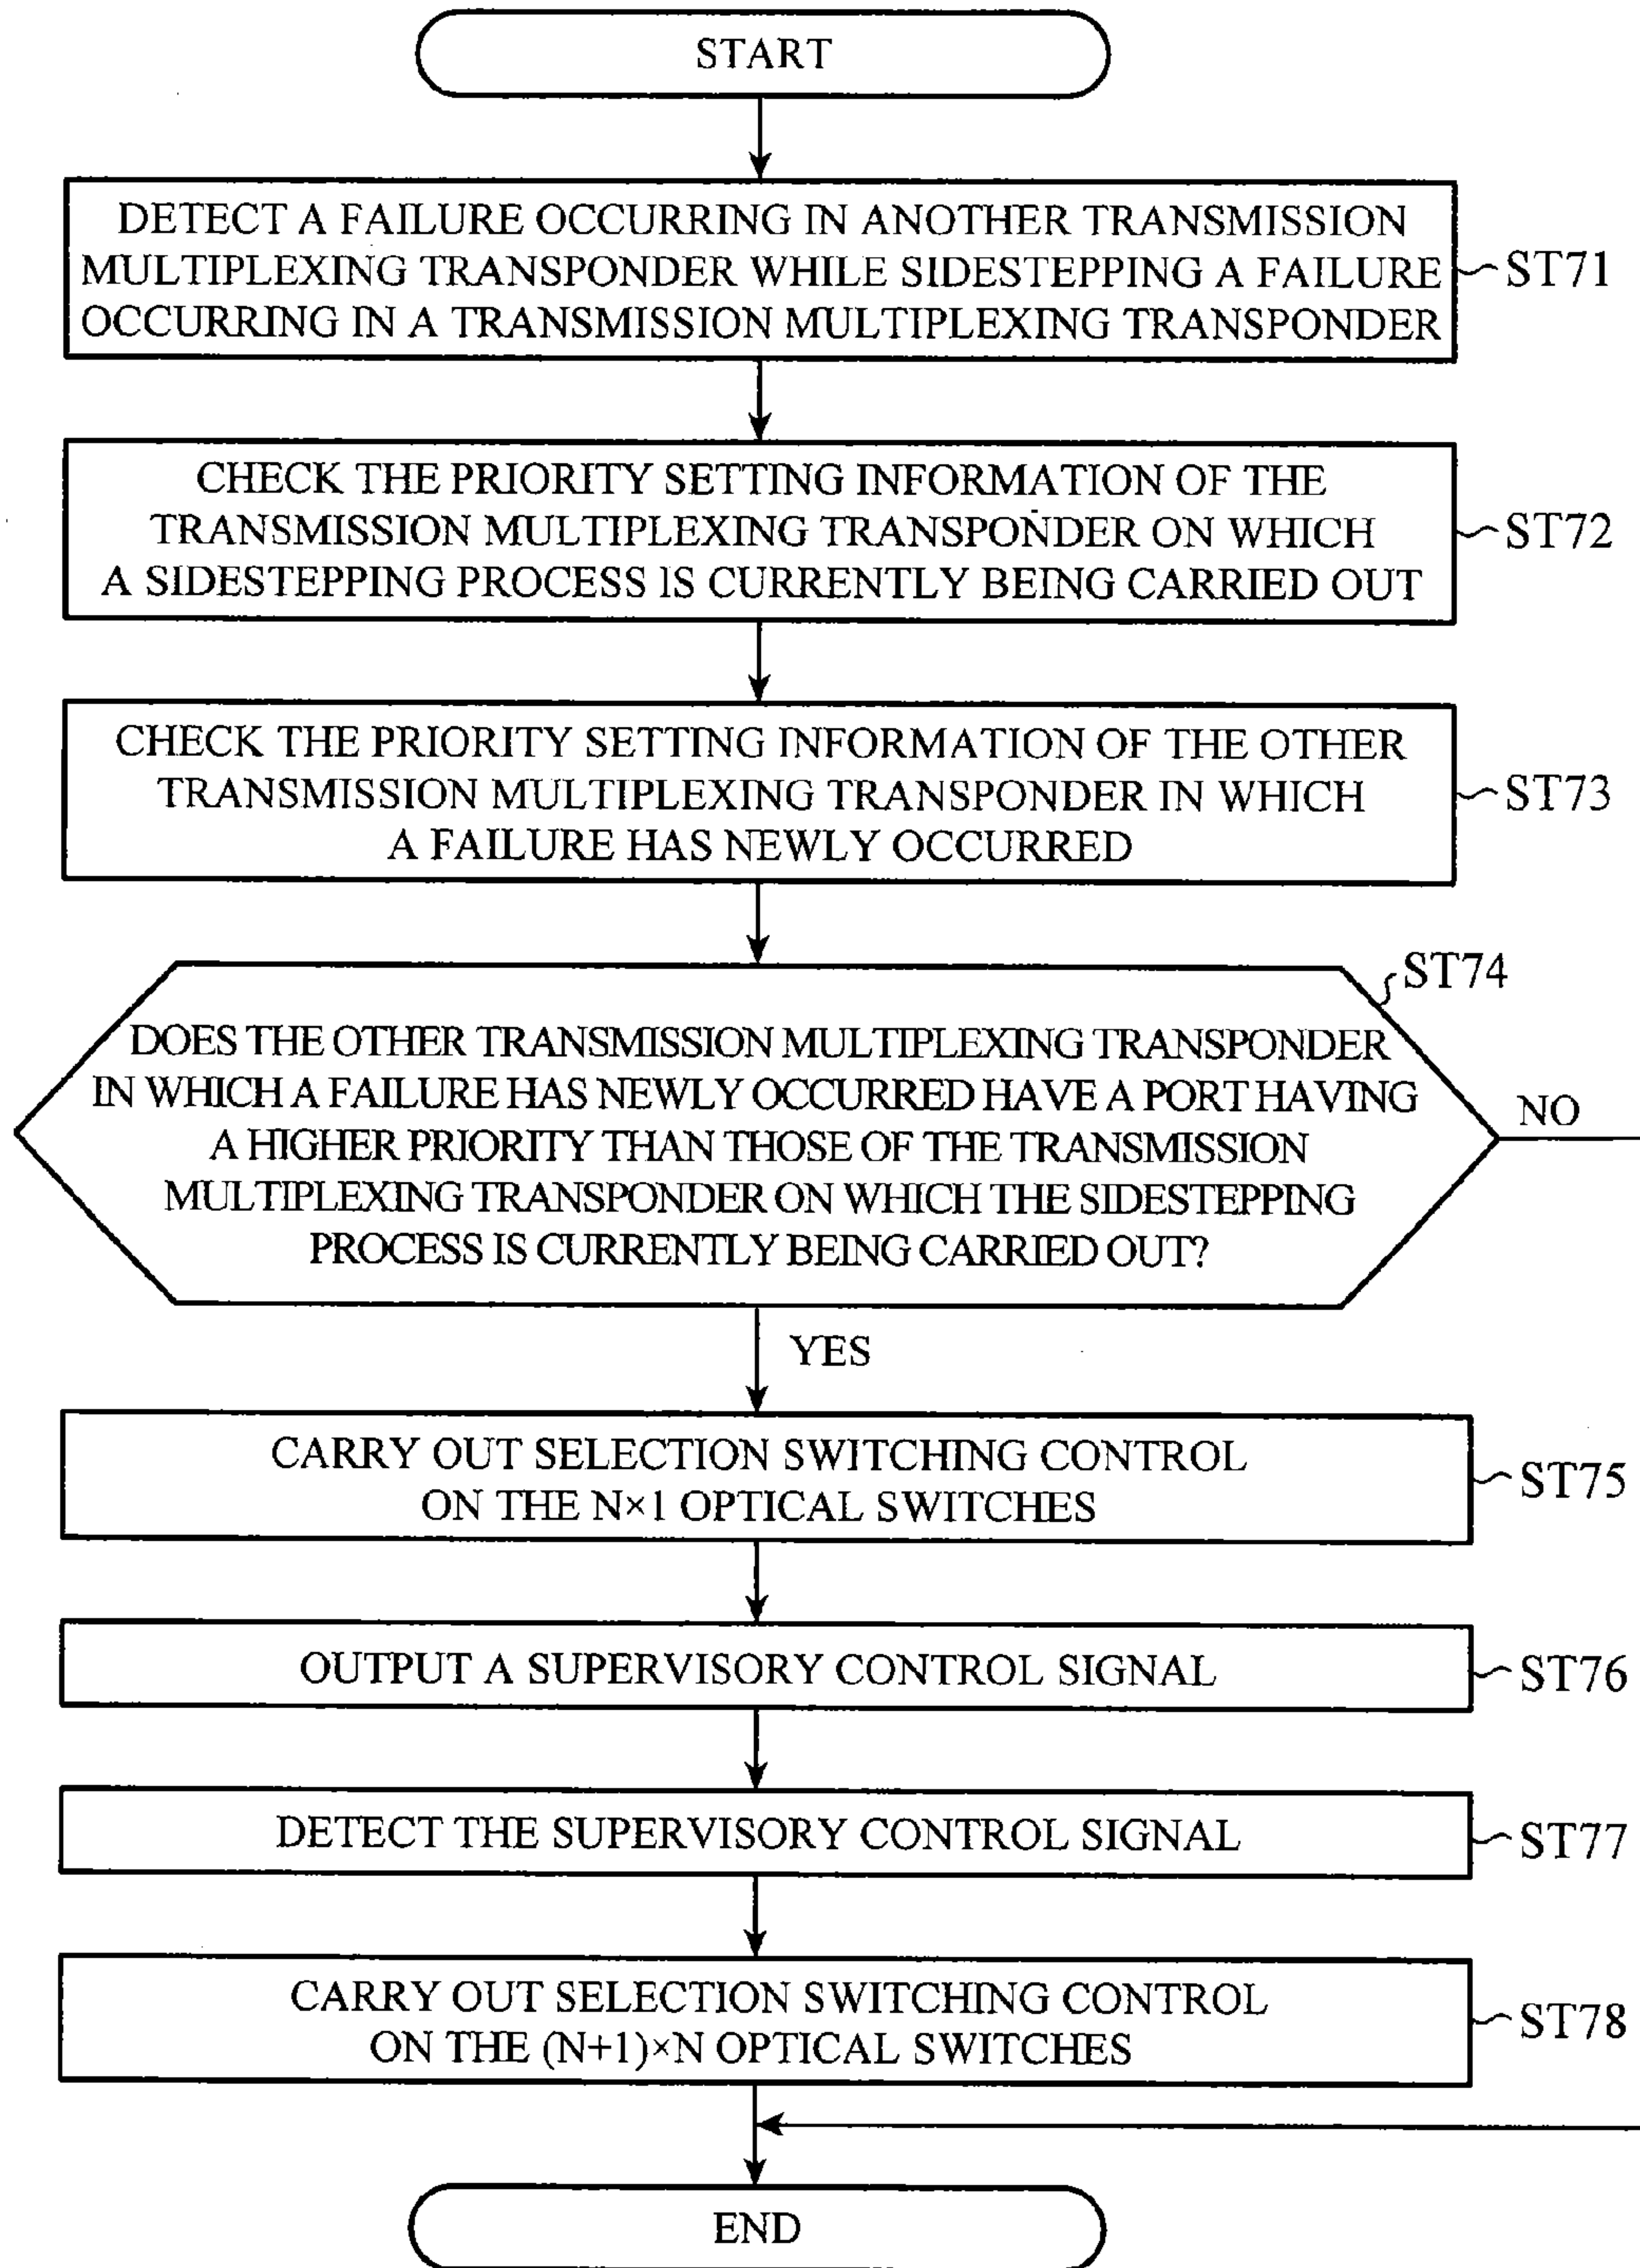 START
DETECT A FAILURE OCCURRING IN ANOTHER TRANSMISSION
MULTIPLEXING TRANSPONDER WHILE SIDESTEPPING A FAILURE
OCCURRING IN A TRANSMISSION MULTIPLEXING TRANSPONDER
ST71
CHECK THE PRIORITY SETTING INFORMATION OF THE
TRANSMISSION MULTIPLEXING TRANSPONDER ON WHICH
A SIDESTEPPING PROCESS IS CURRENTLY BEING CARRIED OUT
ST72
CHECK THE PRIORITY SETTING INFORMATION OF THE OTHER
TRANSMISSION MULTIPLEXING TRANSPONDER IN WHICH
A FAILURE HAS NEWLY OCCURRED
ST73
ST74
DOES THE OTHER TRANSMISSION MULTIPLEXING TRANSPONDER
IN WHICH A FAILURE HAS NEWLY OCCURRED HAVE A PORT HAVING
A HIGHER PRIORITY THAN THOSE OF THE TRANSMISSION
MULTIPLEXING TRANSPONDER ON WHICH THE SIDESTEPPING
PROCESS IS CURRENTLY BEING CARRIED OUT?
NO
YES
CARRY OUT SELECTION SWITCHING CONTROL
ON THE N×1 OPTICAL SWITCHES
ST75
OUTPUT A SUPERVISORY CONTROL SIGNAL
ST76
DETECT THE SUPERVISORY CONTROL SIGNAL
ST77
CARRY OUT SELECTION SWITCHING CONTROL
ON THE (N+1)×N OPTICAL SWITCHES
ST78
END